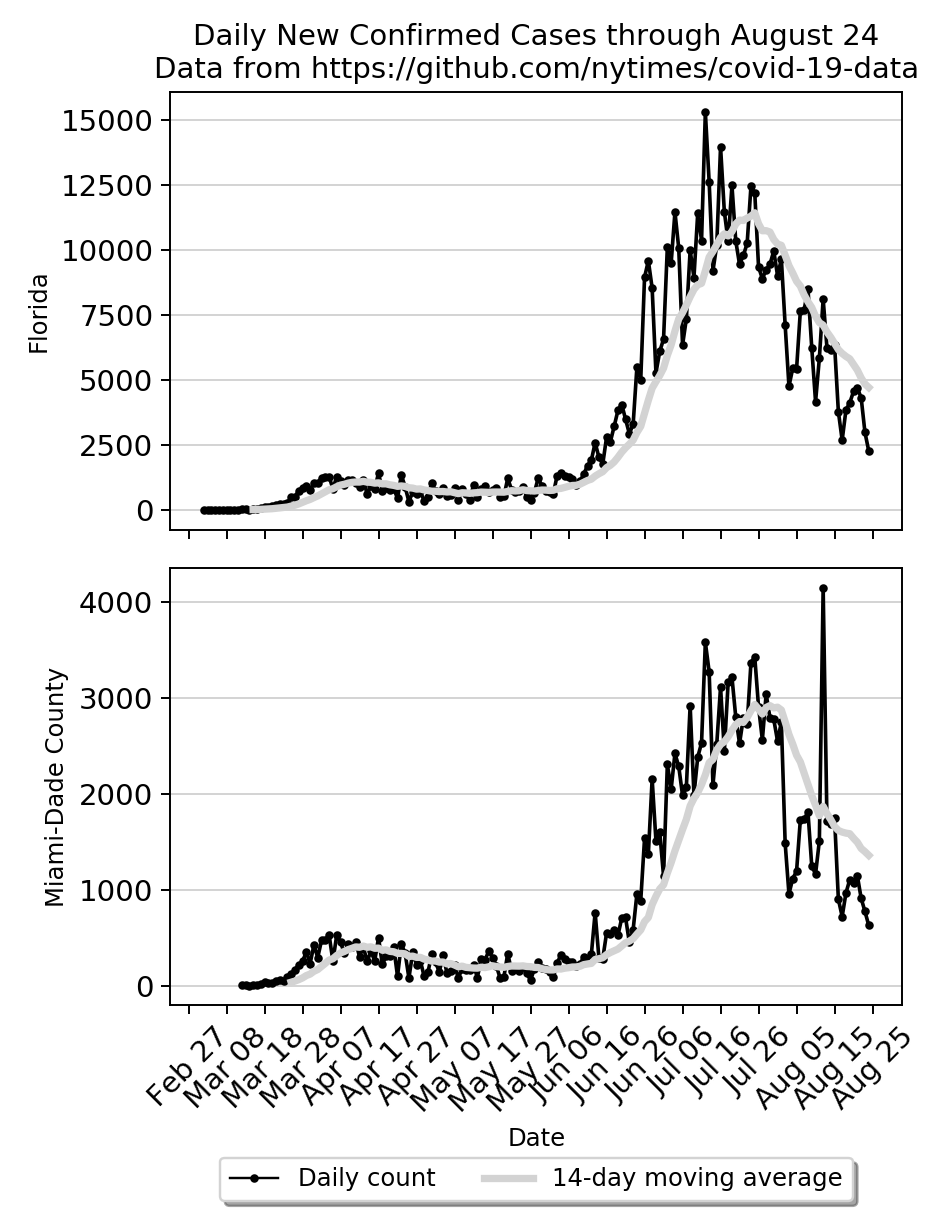 Daily New Confirmed Cases through August 24
Data from https://github.com/nytimes/covid-19-data
15000
12500
10000
7500
5000
2500
0
Florida
4000
3000
2000
1000
0
Miami-Dade County
Feb 27
Mar 08
Mar 18
Mar 28
Apr 07
Apr 17
Apr 27
May 07
May 17
May 27
Jun 06
Jun 16
Jun 26
Jul 06
Jul 16
Jul 26
Aug 05
Aug 15
Aug 25
Date
Daily count
14-day moving average